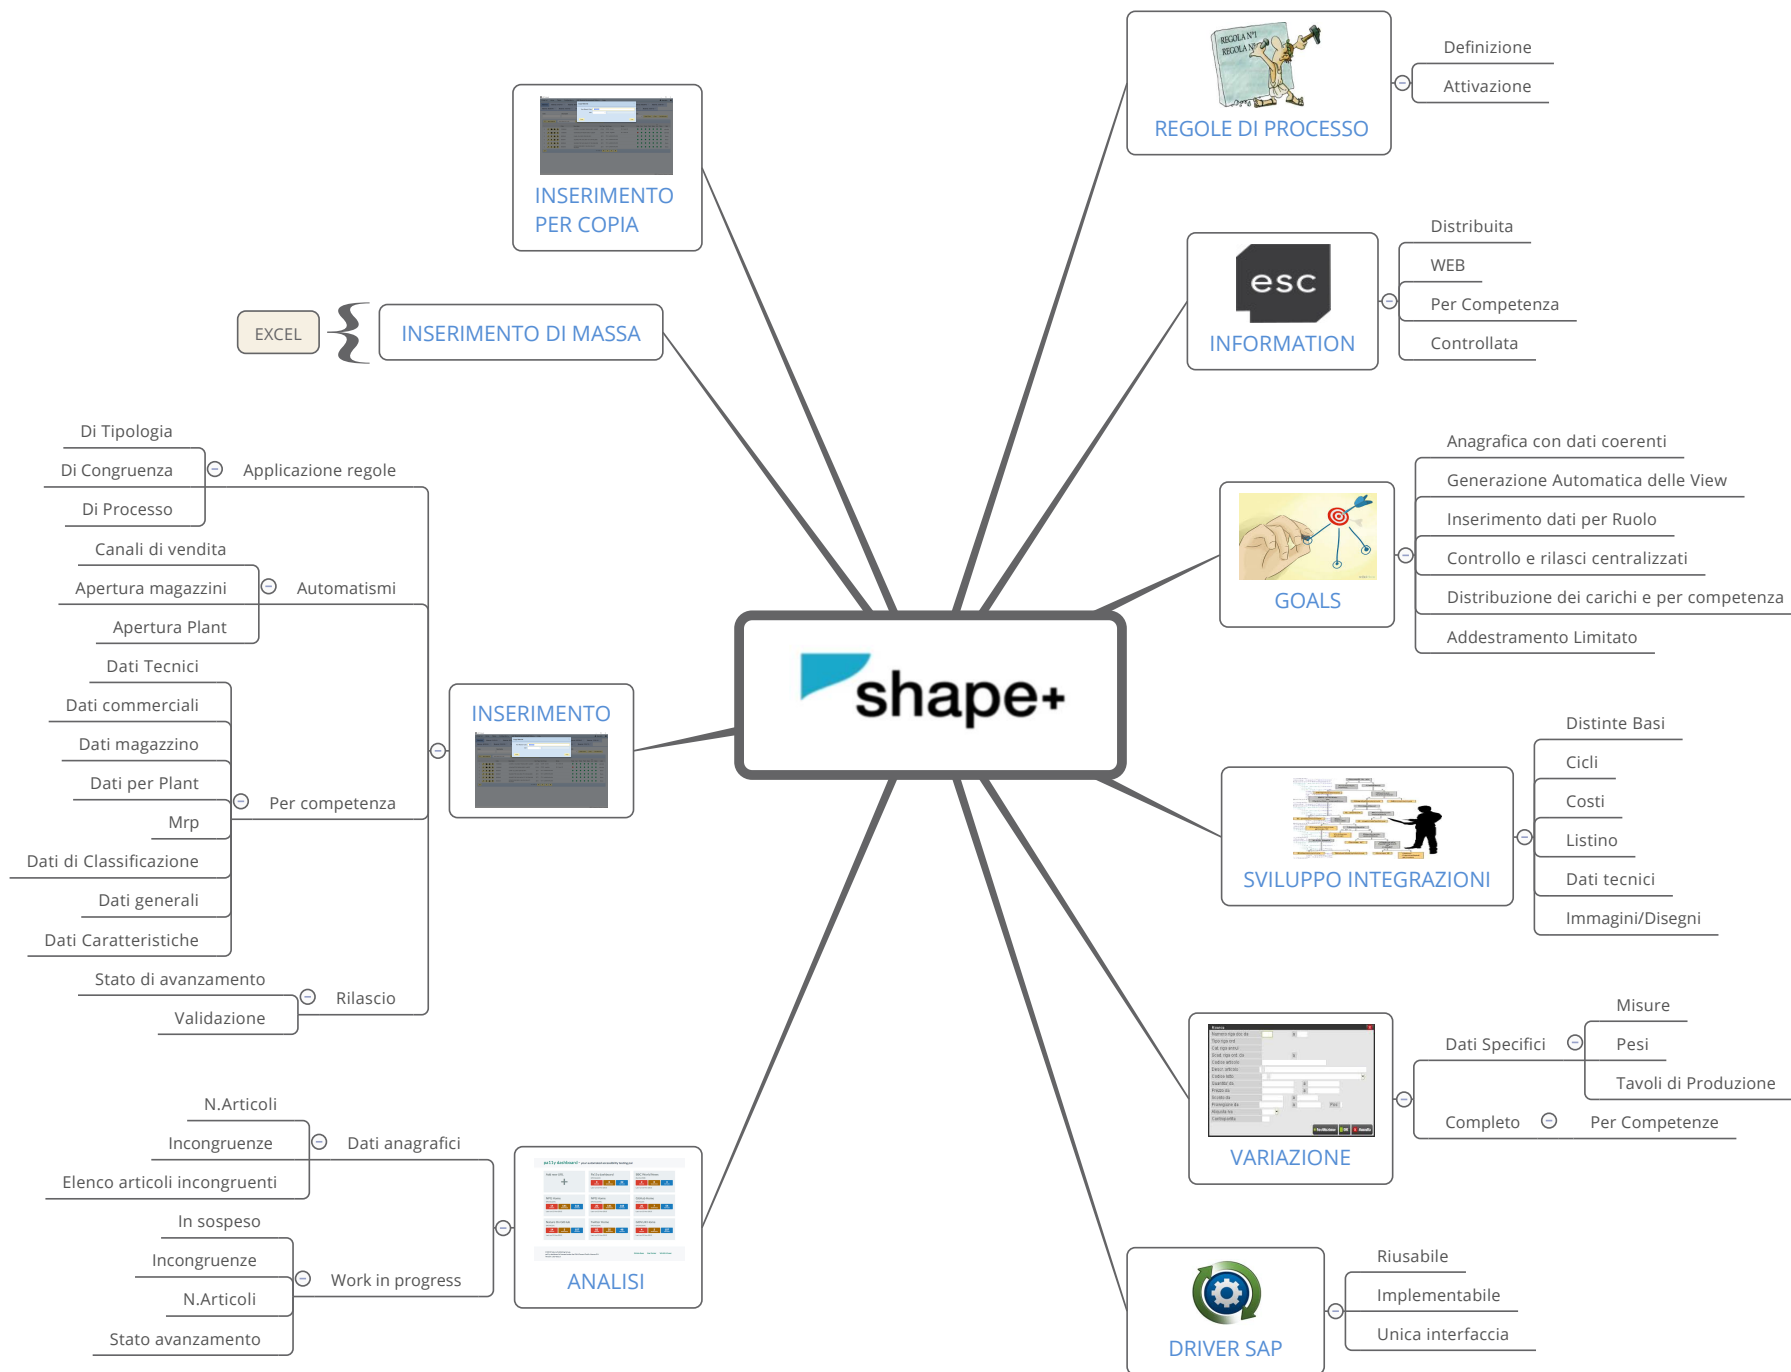 shape+
REGOLA N°1
REGOLA N°
REGOLE DI PROCESSO
Definizione
Attivazione
esc
INFORMATION
Distribuita
WEB
Per Competenza
Controllata
GOALS
Anagrafica con dati coerenti
Generazione Automatica delle View
Inserimento dati per Ruolo
Controllo e rilasci centralizzati
Distribuzione dei carichi e per competenza
Addestramento Limitato
SVILUPPO INTEGRAZIONI
Distinte Basi
Cicli
Costi
Listino
Dati tecnici
Immagini/Disegni
VARIAZIONE
Dati Specifici
Misure
Pesi
Tavoli di Produzione
Completo
Per Competenze
DRIVER SAP
Riusabile
Implementabile
Unica interfaccia
INSERIMENTO
PER COPIA
INSERIMENTO DI MASSA
EXCEL
INSERIMENTO
Applicazione regole
Di Tipologia
Di Congruenza
Di Processo
Automatismi
Canali di vendita
Apertura magazzini
Apertura Plant
Per competenza
Dati Tecnici
Dati commerciali
Dati magazzino
Dati per Plant
Mrp
Dati di Classificazione
Dati generali
Dati Caratteristiche
Rilascio
Stato di avanzamento
Validazione
ANALISI
Dati anagrafici
N.Articoli
Incongruenze
Elenco articoli incongruenti
Work in progress
In sospeso
Incongruenze
N.Articoli
Stato avanzamento